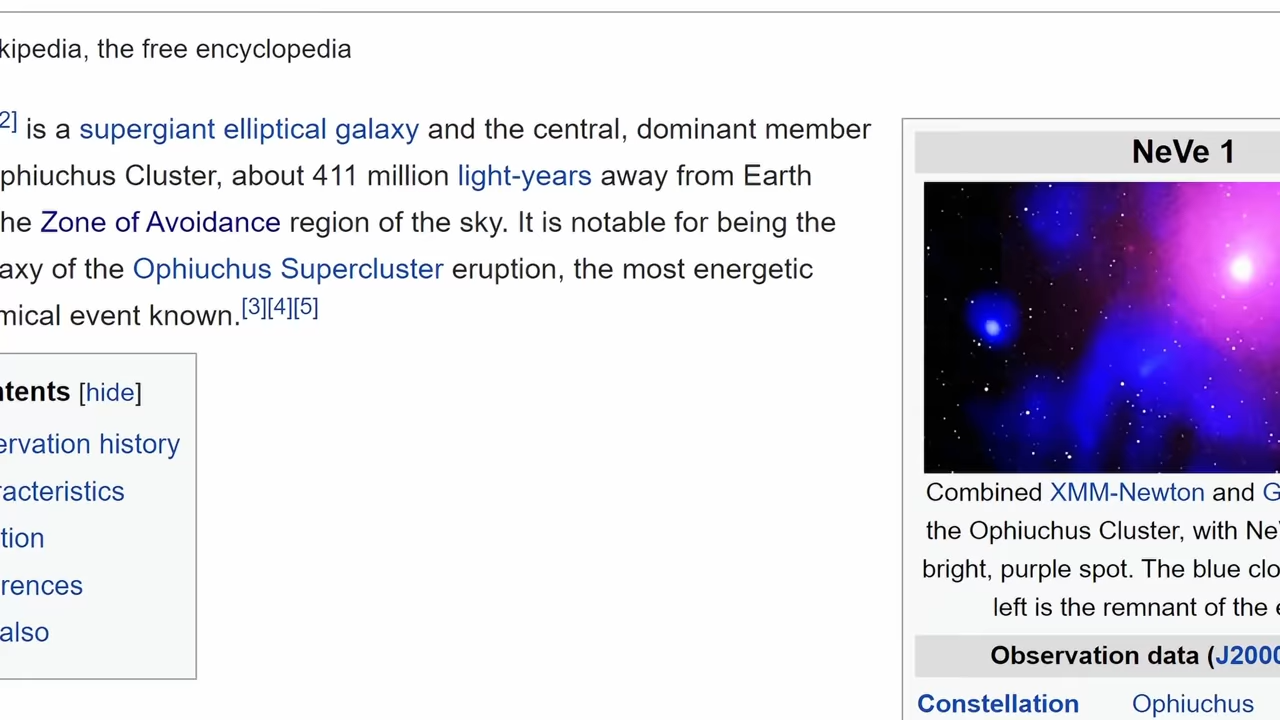 kipedia, the free encyclopedia
2] is a supergiant elliptical galaxy and the central, dominant member
phiuchus Cluster, about 411 million light-years away from Earth
he Zone of Avoidance region of the sky. It is notable for being the
axy of the Ophiuchus Supercluster eruption, the most energetic
mical event known.[3][4][5]
ntents [hide]
ervation history
racteristics
tion
rences
also
NeVe 1
Combined XMM-Newton and G
the Ophiuchus Cluster, with Ne
bright, purple spot. The blue clo
left is the remnant of the e
Observation data (J2000
Constellation Ophiuchus